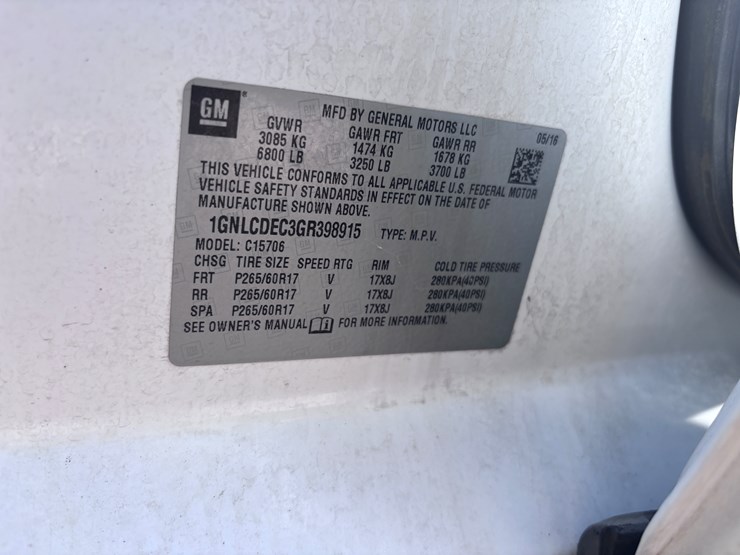 GM
MFD BY GENERAL MOTORS LLC 05/16
GVWR GAWR FRT GAWR RR
3085 KG 1474 KG 1678 KG
6800 LB 3250 LB 3700 LB
THIS VEHICLE CONFORMS TO ALL APPLICABLE U.S. FEDERAL MOTOR
VEHICLE SAFETY STANDARDS IN EFFECT ON THE DATE OF
MANUFACTURE SHOWN ABOVE.
1GNLCDEC3GR398915 TYPE: M.P.V.
MODEL: C15706
CHSG TIRE SIZE SPEED RTG RIM COLD TIRE PRESSURE
FRT P265/60R17 V 17X8J 280KPA(40PSI)
RR P265/60R17 V 17X8J 280KPA(40PSI)
SPA P265/60R17 V 17X8J 280KPA(40PSI)
SEE OWNER'S MANUAL FOR MORE INFORMATION.